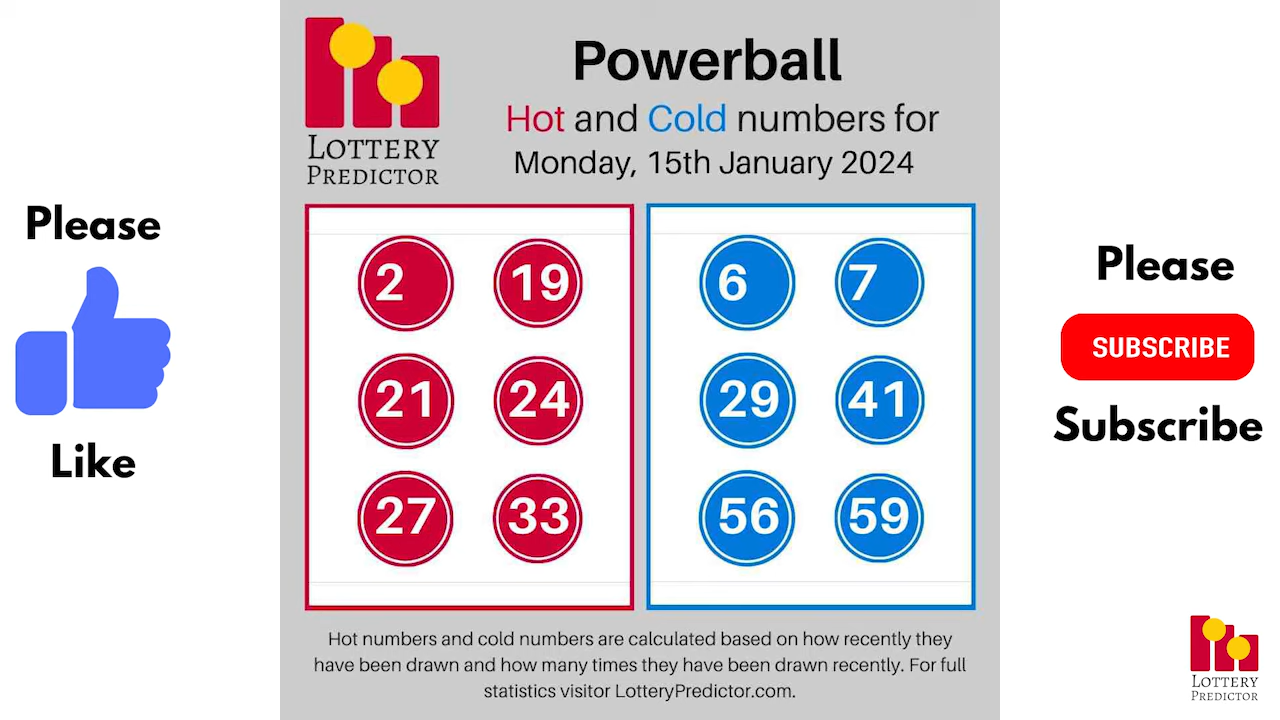 LOTTERY
PREDICTOR
Powerball
Hot and Cold numbers for
Monday, 15th January 2024
Please
Like
2 19
21 24
27 33
6 7
29 41
56 59
Please
SUBSCRIBE
Subscribe
Hot numbers and cold numbers are calculated based on how recently they
have been drawn and how many times they have been drawn recently. For full
statistics visitor LotteryPredictor.com.
LOTTERY
PREDICTOR